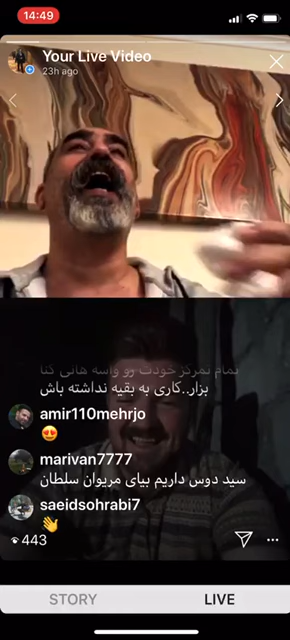 14:49
Your Live Video
23h ago
تمام تمرکز خودت رو واسه هانی کنا
بزار..کاری به بقیه نداشته باش
amir110mehrjo
😍
marivan7777
سید دوس داریم بیای مریوان سلطان
saeidsohrabi7
👋
443
STORY LIVE